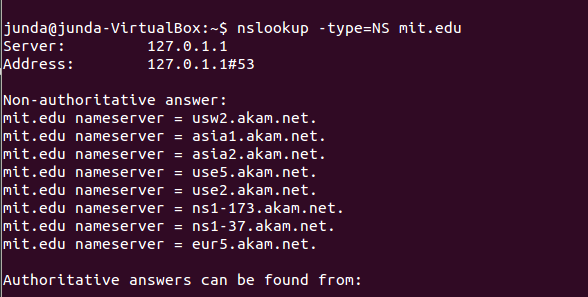 junda@junda-VirtualBox:~$ nslookup -type=NS mit.edu
Server:         127.0.1.1
Address:        127.0.1.1#53

Non-authoritative answer:
mit.edu nameserver = usw2.akam.net.
mit.edu nameserver = asia1.akam.net.
mit.edu nameserver = asia2.akam.net.
mit.edu nameserver = use5.akam.net.
mit.edu nameserver = use2.akam.net.
mit.edu nameserver = ns1-173.akam.net.
mit.edu nameserver = ns1-37.akam.net.
mit.edu nameserver = eur5.akam.net.

Authoritative answers can be found from: